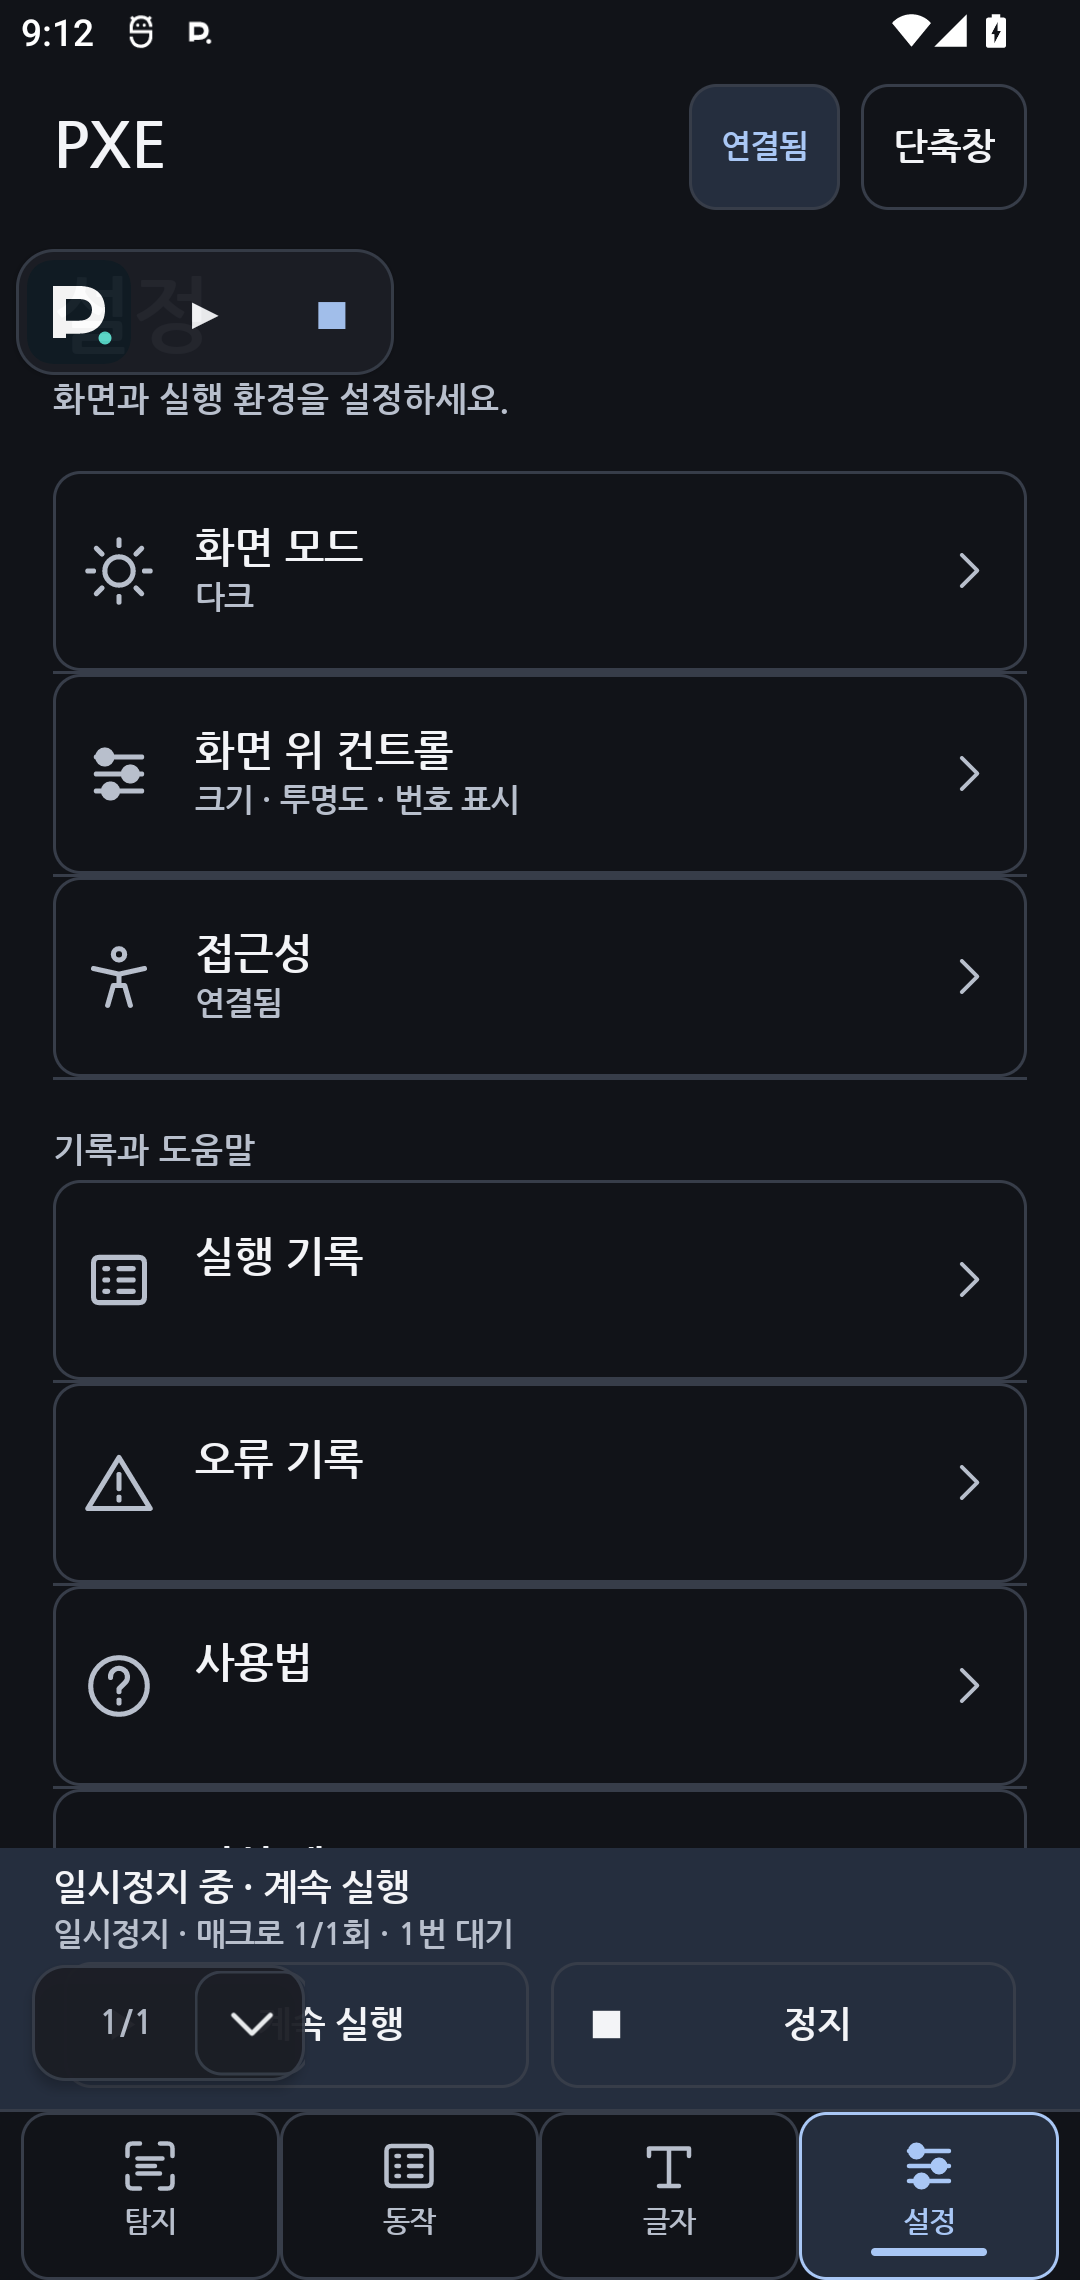 9:12
PXE
연결됨
단축창
설정
화면과 실행 환경을 설정하세요.
화면 모드
다크
화면 위 컨트롤
크기 · 투명도 · 번호 표시
접근성
연결됨
기록과 도움말
실행 기록
오류 기록
사용법
일시정지 중 · 계속 실행
일시정지 · 매크로 1/1회 · 1번 대기
1/1
계속 실행
정지
탐지
동작
글자
설정